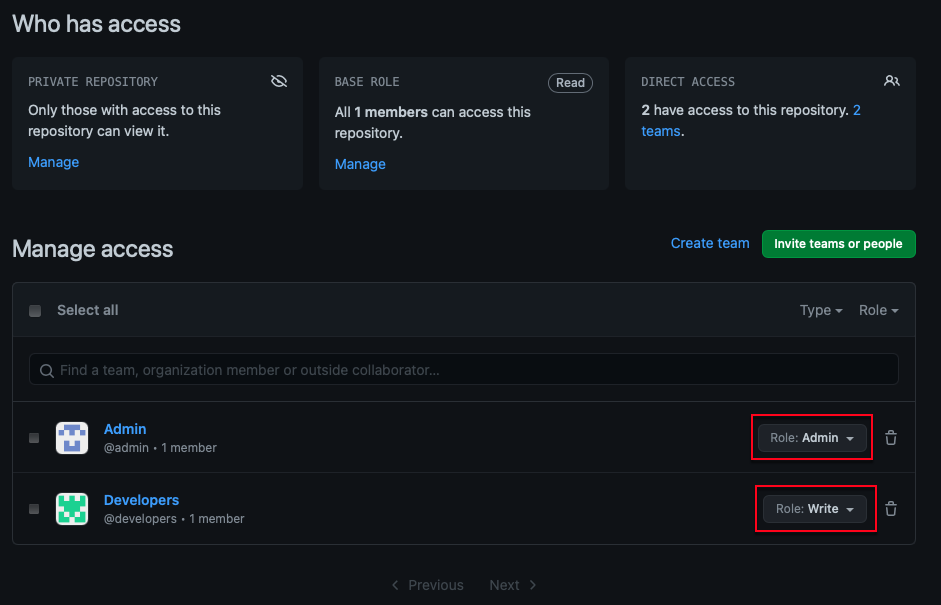 Who has access
PRIVATE REPOSITORY
Only those with access to this
repository can view it.
Manage
BASE ROLE
Read
All 1 members can access this
repository.
Manage
DIRECT ACCESS
2 have access to this repository. 2
teams.
Manage access
Create team
Invite teams or people
Select all
Type
Role
Find a team, organization member or outside collaborator...
Admin
@admin • 1 member
Role: Admin
Developers
@developers • 1 member
Role: Write
Previous
Next